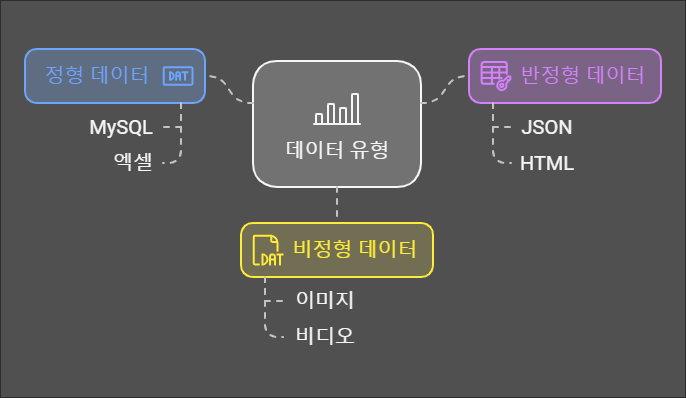 정형 데이터
DAT
MySQL
엑셀
데이터 유형
반정형 데이터
JSON
HTML
DAT
비정형 데이터
이미지
비디오